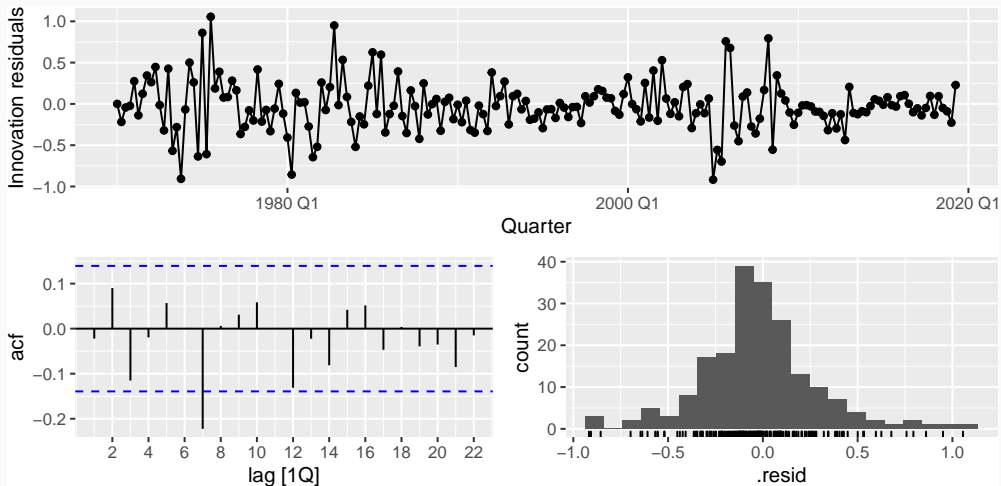 Innovation residuals
1.0
0.5
0.0
−0.5
−1.0
1980 Q1
2000 Q1
2020 Q1
Quarter
acf
0.1
0.0
−0.1
−0.2
2 4 6 8 10 12 14 16 18 20 22
lag [1Q]
count
40
30
20
10
0
−1.0 −0.5 0.0 0.5 1.0
.resid